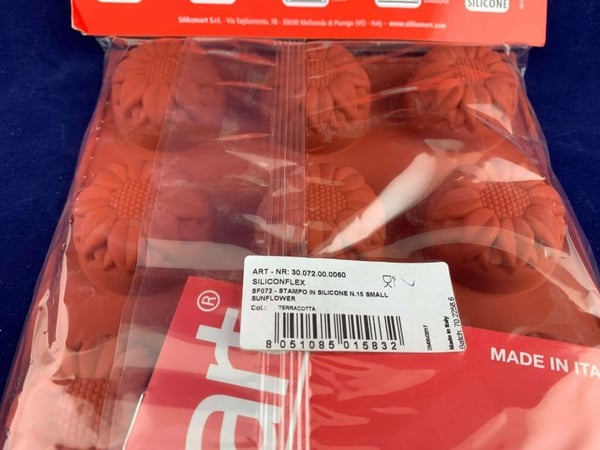 SILICONE
Silikomart S.r.l. - Via Tagliamento, 78 - 30030 Mellaredo di Pianiga (VE) - Italy - www.silikomart.com
ART - NR: 30.072.00.0060
SILICONFLEX
SF072 - STAMPO IN SILICONE N.15 SMALL
SUNFLOWER
Col.: TERRACOTTA
8 051085 015832
Made in Italy
Batch: 70.2258.6
art®
MADE IN ITA